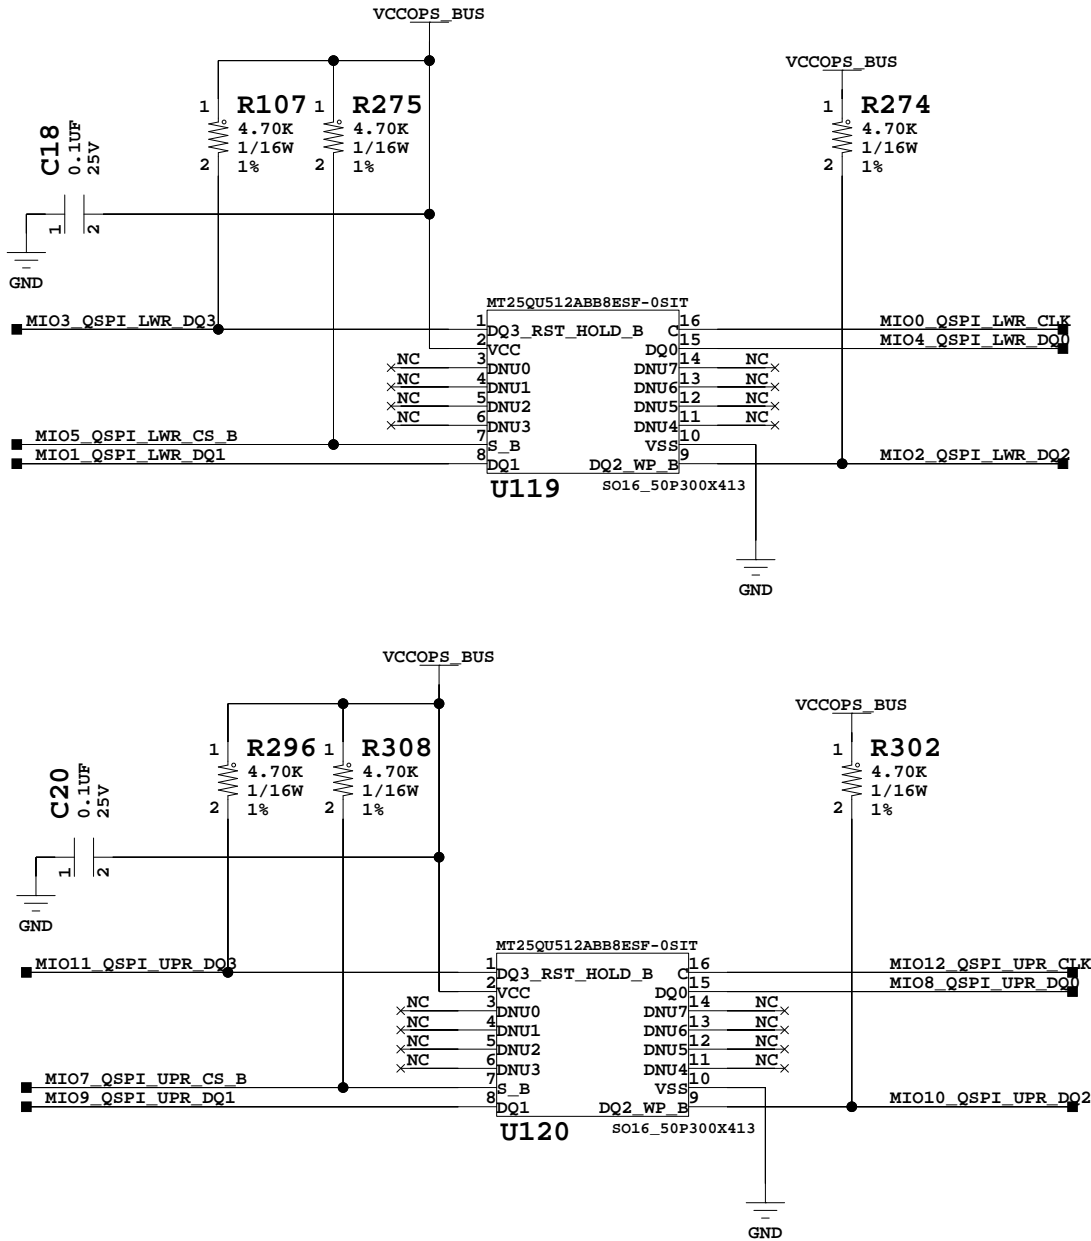 VCCOPS_BUS
VCCOPS_BUS
1 R107 1 R275
4.70K 4.70K
1/16W 1/16W
2 1% 2 1%
1 R274
4.70K
1/16W
2 1%
C18
0.1UF
25V
1 2
GND
MT25QU512ABB8ESF-0SIT
MIO3_QSPI_LWR_DQ3 1 DQ3_RST_HOLD_B C 16 MIO0_QSPI_LWR_CLK
2 VCC DQ0 15 MIO4_QSPI_LWR_DQ0
NC 3 DNU0 DNU7 14 NC
NC 4 DNU1 DNU6 13 NC
NC 5 DNU2 DNU5 12 NC
NC 6 DNU3 DNU4 11 NC
MIO5_QSPI_LWR_CS_B 7 S_B VSS 10
MIO1_QSPI_LWR_DQ1 8 DQ1 DQ2_WP_B 9 MIO2_QSPI_LWR_DQ2
U119 SO16_50P300X413
GND
VCCOPS_BUS
VCCOPS_BUS
1 R296 1 R308
4.70K 4.70K
1/16W 1/16W
2 1% 2 1%
1 R302
4.70K
1/16W
2 1%
C20
0.1UF
25V
1 2
GND
MT25QU512ABB8ESF-0SIT
MIO11_QSPI_UPR_DQ3 1 DQ3_RST_HOLD_B C 16 MIO12_QSPI_UPR_CLK
2 VCC DQ0 15 MIO8_QSPI_UPR_DQ0
NC 3 DNU0 DNU7 14 NC
NC 4 DNU1 DNU6 13 NC
NC 5 DNU2 DNU5 12 NC
NC 6 DNU3 DNU4 11 NC
MIO7_QSPI_UPR_CS_B 7 S_B VSS 10
MIO9_QSPI_UPR_DQ1 8 DQ1 DQ2_WP_B 9 MIO10_QSPI_UPR_DQ2
U120 SO16_50P300X413
GND